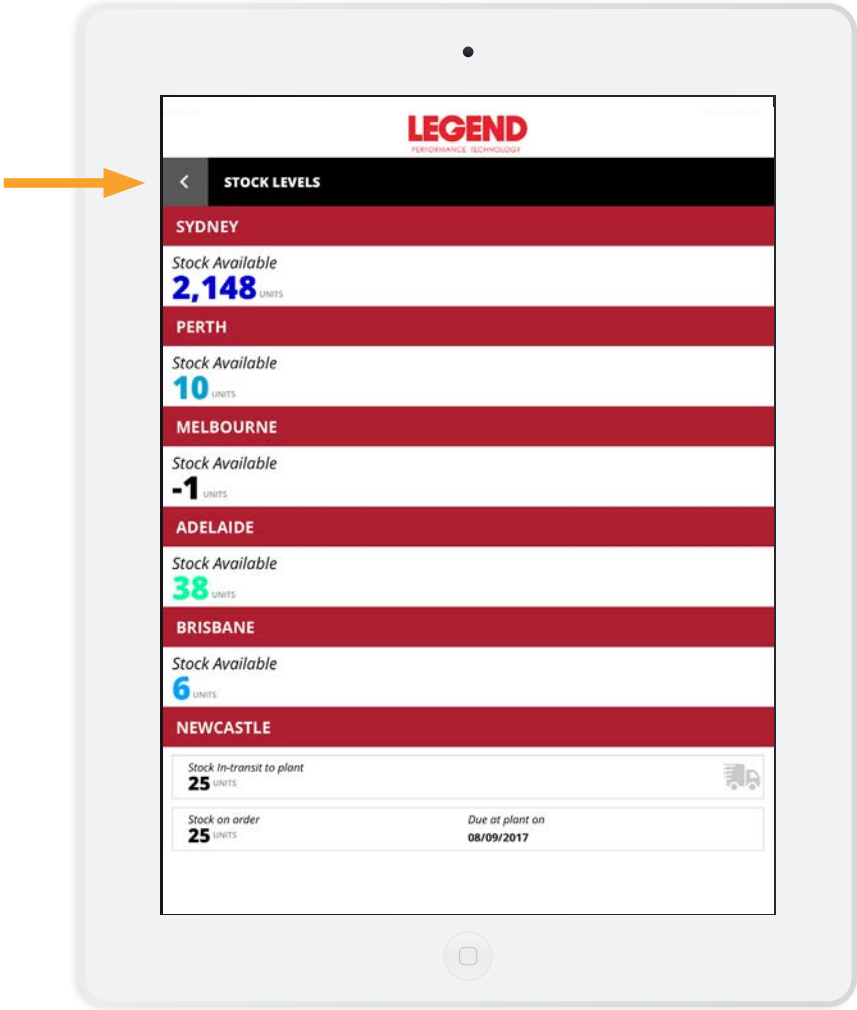 LEGEND
PERFORMANCE TECHNOLOGY
STOCK LEVELS
SYDNEY
Stock Available
2,148 UNITS
PERTH
Stock Available
10 UNITS
MELBOURNE
Stock Available
-1 UNITS
ADELAIDE
Stock Available
38 UNITS
BRISBANE
Stock Available
6 UNITS
NEWCASTLE
Stock In-transit to plant
25 UNITS
Stock on order Due at plant on
25 UNITS 08/09/2017